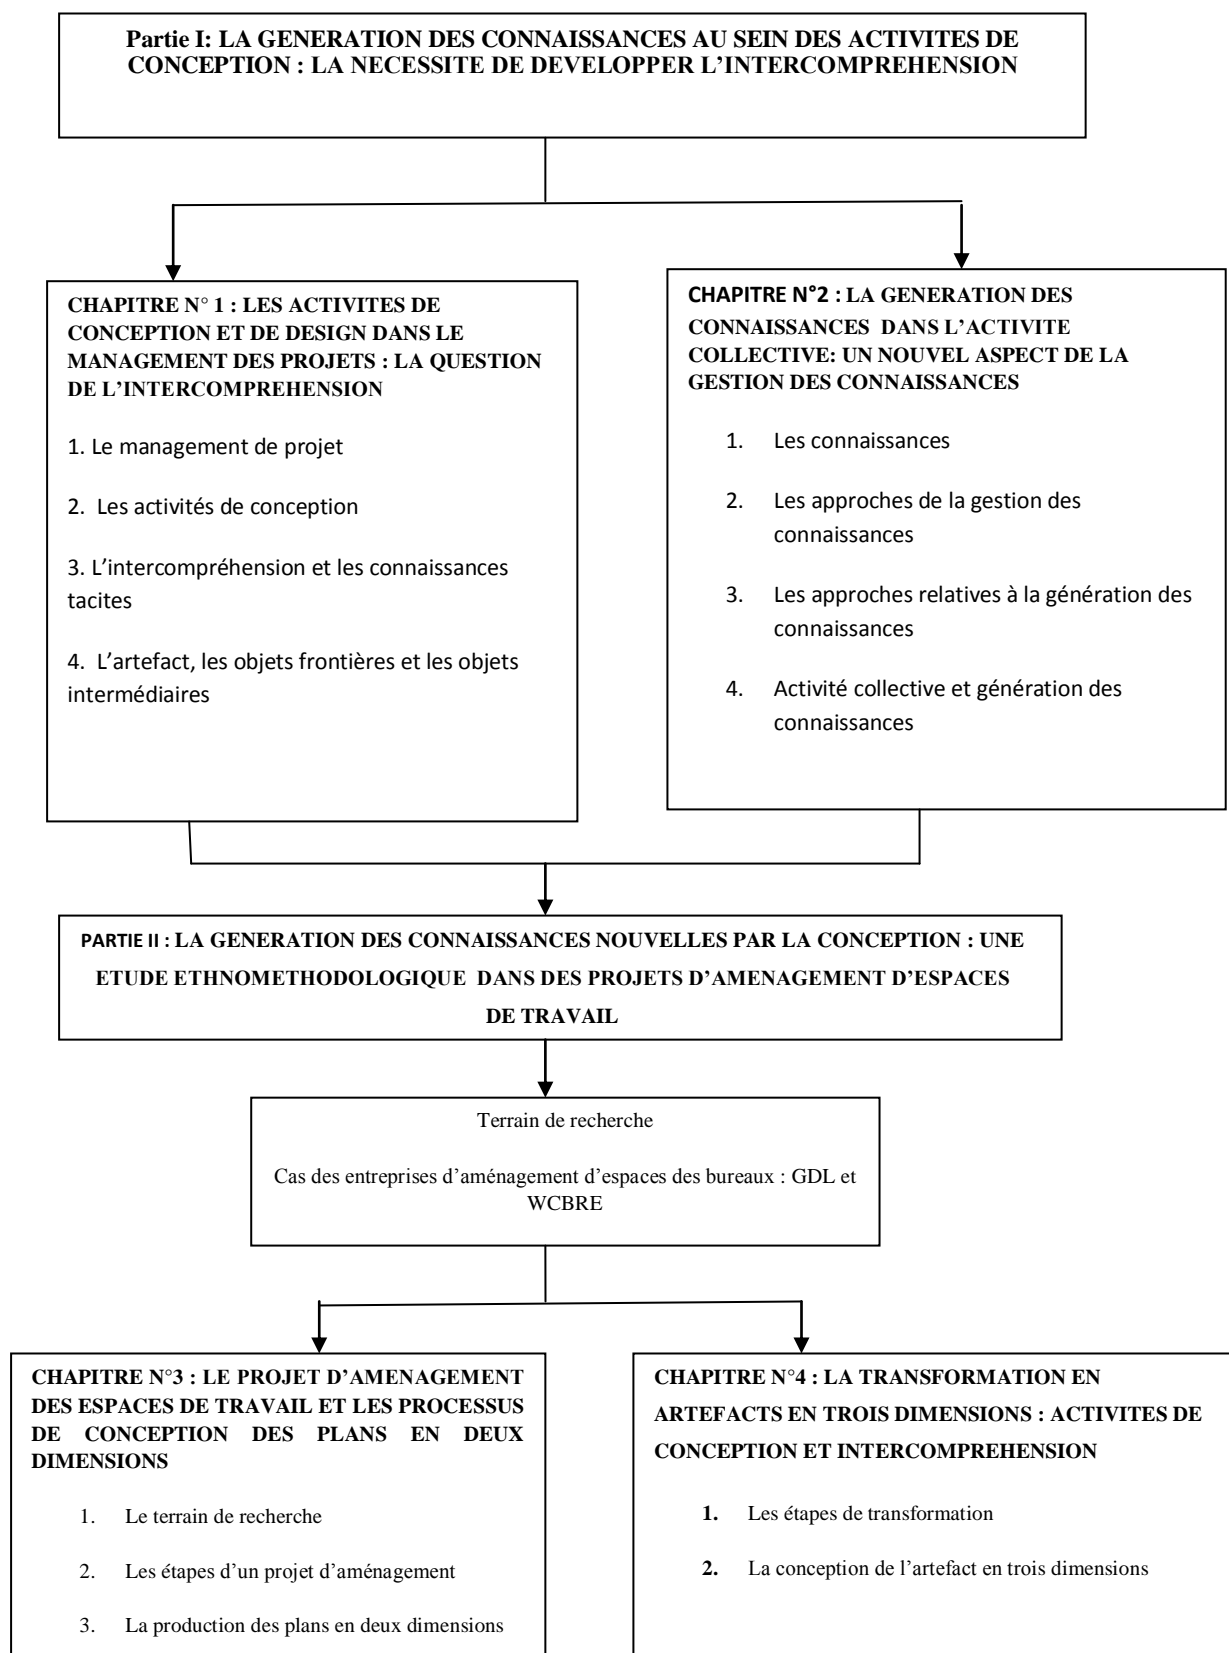 Partie I: LA GENERATION DES CONNAISSANCES AU SEIN DES ACTIVITES DE
CONCEPTION : LA NECESSITE DE DEVELOPPER L’INTERCOMPREHENSION
CHAPITRE N° 1 : LES ACTIVITES DE
CONCEPTION ET DE DESIGN DANS LE
MANAGEMENT DES PROJETS : LA QUESTION
DE L’INTERCOMPREHENSION
1. Le management de projet
2. Les activités de conception
3. L’intercompréhension et les connaissances
tacites
4. L’artefact, les objets frontières et les objets
intermédiaires
CHAPITRE N°2 : LA GENERATION DES
CONNAISSANCES DANS L’ACTIVITE
COLLECTIVE: UN NOUVEL ASPECT DE LA
GESTION DES CONNAISSANCES
1. Les connaissances
2. Les approches de la gestion des
connaissances
3. Les approches relatives à la génération des
connaissances
4. Activité collective et génération des
connaissances
PARTIE II : LA GENERATION DES CONNAISSANCES NOUVELLES PAR LA CONCEPTION : UNE
ETUDE ETHNOMETHODOLOGIQUE DANS DES PROJETS D’AMENAGEMENT D’ESPACES
DE TRAVAIL
Terrain de recherche
Cas des entreprises d’aménagement d’espaces des bureaux : GDL et
WCBRE
CHAPITRE N°3 : LE PROJET D’AMENAGEMENT
DES ESPACES DE TRAVAIL ET LES PROCESSUS
DE CONCEPTION DES PLANS EN DEUX
DIMENSIONS
1. Le terrain de recherche
2. Les étapes d’un projet d’aménagement
3. La production des plans en deux dimensions
CHAPITRE N°4 : LA TRANSFORMATION EN
ARTEFACTS EN TROIS DIMENSIONS : ACTIVITES DE
CONCEPTION ET INTERCOMPREHENSION
1. Les étapes de transformation
2. La conception de l’artefact en trois dimensions